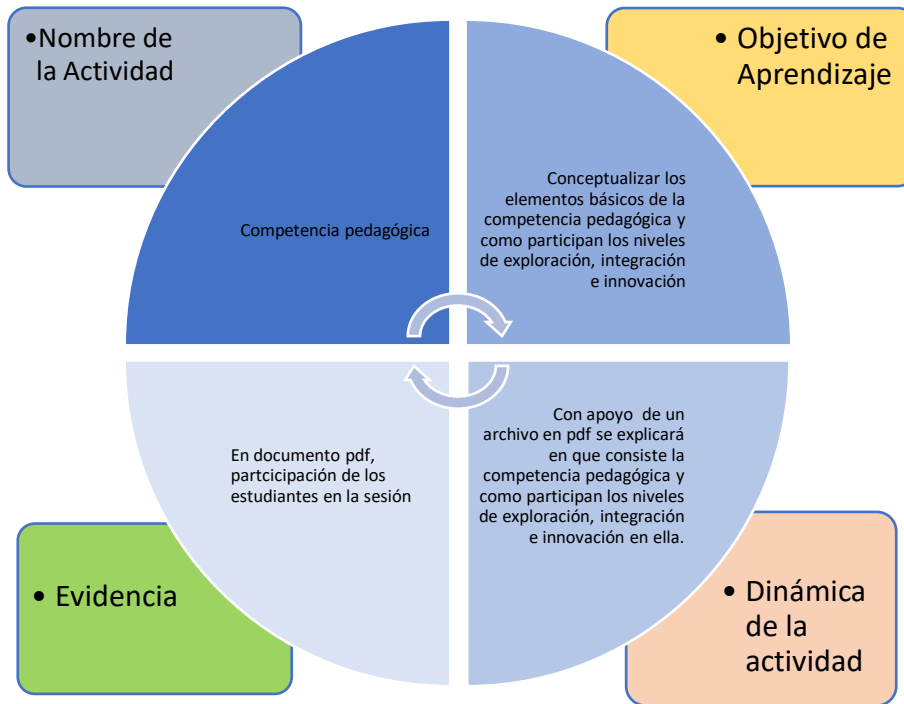 •Nombre de
la Actividad
Competencia pedagógica
• Objetivo de
Aprendizaje
Conceptualizar los
elementos básicos de la
competencia pedagógica y
como participan los niveles
de exploración, integración
e innovación
En documento pdf,
partcicipación de los
estudiantes en la sesión
• Evidencia
Con apoyo de un
archivo en pdf se explicará
en que consiste la
competencia pedagógica y
como participan los niveles
de exploración, integración
e innovación en ella.
• Dinámica
de la
actividad